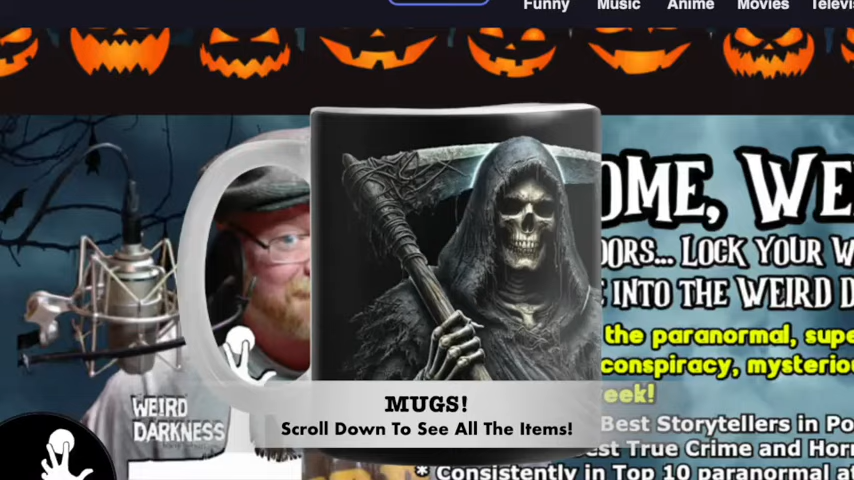 Funny Music Anime Movies
OME, WE
OORS... LOCK YOUR W
E INTO THE WEIRD D
the paranormal, supe
conspiracy, mysteriou
eek!
MUGS!
Scroll Down To See All The Items!
WEIRD
DARKNESS
Best Storytellers in Po
est True Crime and Horr
* Consistently in Top 10 paranormal